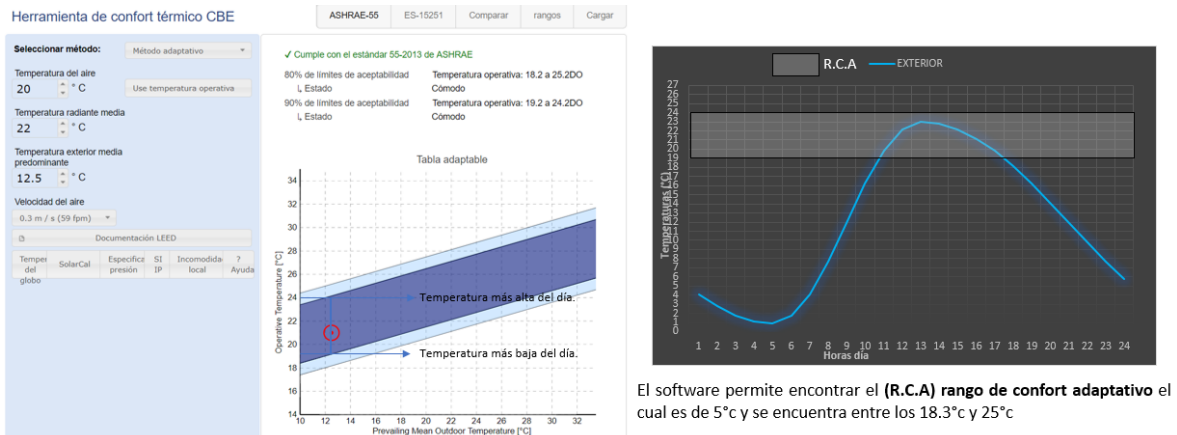 Herramienta de confort térmico CBE
ASHRAE-55 ES-15251 Comparar rangos Cargar
Seleccionar método: Método adaptativo
Temperatura del aire
20 ° C Use temperatura operativa
Temperatura radiante media
22 ° C
Temperatura exterior media
predominante
12.5 ° C
Velocidad del aire
0.3 m / s (59 fpm)
Documentación LEED
Temper
del
globo
SolarCal
Especifica
presión
SI
IP
Incomodida
local
?
Ayuda
✓ Cumple con el estándar 55-2013 de ASHRAE
80% de límites de aceptabilidad Temperatura operativa: 18.2 a 25.2DO
Estado Cómodo
90% de límites de aceptabilidad Temperatura operativa: 19.2 a 24.2DO
Estado Cómodo
Tabla adaptable
Operative Temperature [°C]
34
32
30
28
26
24
22
20
18
16
14
Temperatura más alta del día.
Temperatura más baja del día.
10 12 14 16 18 20 22 24 26 28 30 32
Prevailing Mean Outdoor Temperature [°C]
R.C.A EXTERIOR
Temperaturas (°C)
27
26
25
24
23
22
21
20
19
18
17
16
15
14
13
12
11
10
9
8
7
6
5
4
3
2
1
0
1 2 3 4 5 6 7 8 9 10 11 12 13 14 15 16 17 18 19 20 21 22 23 24
Horas día
El software permite encontrar el (R.C.A) rango de confort adaptativo el
cual es de 5°c y se encuentra entre los 18.3°c y 25°c